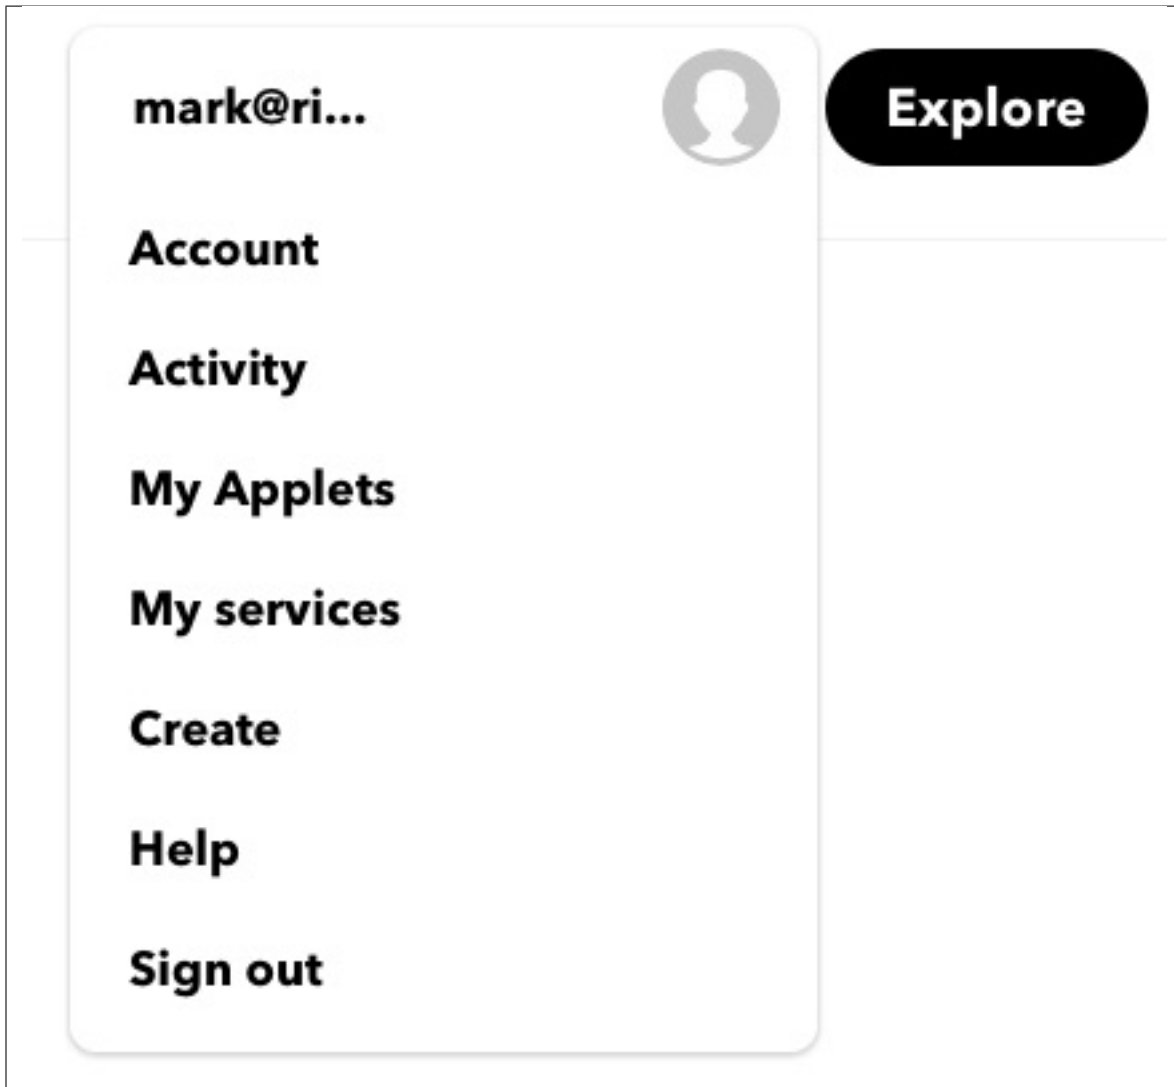 mark@ri...
Explore
Account
Activity
My Applets
My services
Create
Help
Sign out